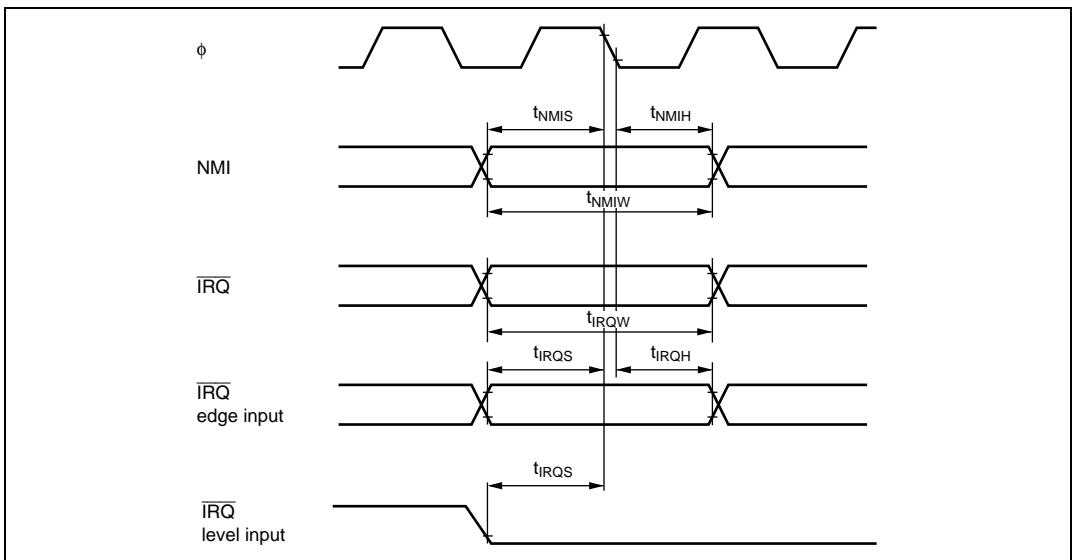 ϕ
tNMIS tNMIH
NMI
tNMIW
IRQ
tIRQW
tIRQS tIRQH
IRQ
edge input
tIRQS
IRQ
level input